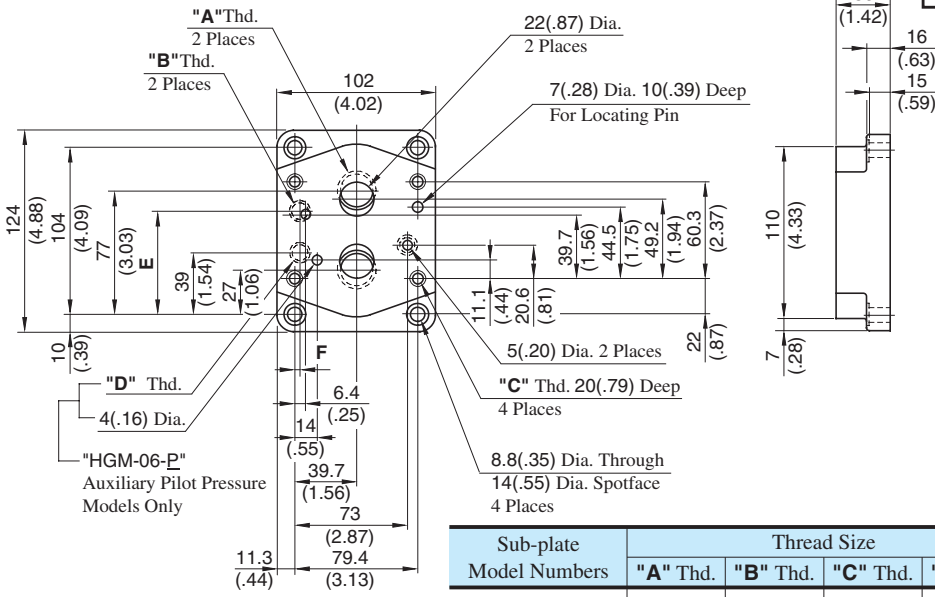 "A" Thd.
2 Places
"B" Thd.
2 Places
102
(4.02)
22(.87) Dia.
2 Places
7(.28) Dia. 10(.39) Deep
For Locating Pin
(1.42)
16
(.63)
15
(.59)
124
(4.88)
104
(4.09)
77
(3.03)
E
39
(1.54)
27
(1.06)
10
(.39)
39.7
(1.56)
44.5
(1.75)
49.2
(1.94)
60.3
(2.37)
11.1
(.44)
20.6
(.81)
22
(.87)
110
(4.33)
7
(.28)
F
"D" Thd.
4(.16) Dia.
"HGM-06-P"
Auxiliary Pilot Pressure
Models Only
6.4
(.25)
14
(.55)
39.7
(1.56)
73
(2.87)
11.3
(.44)
79.4
(3.13)
5(.20) Dia. 2 Places
"C" Thd. 20(.79) Deep
4 Places
8.8(.35) Dia. Through
14(.55) Dia. Spotface
4 Places
Sub-plate
Model Numbers
Thread Size
"A" Thd.
"B" Thd.
"C" Thd.